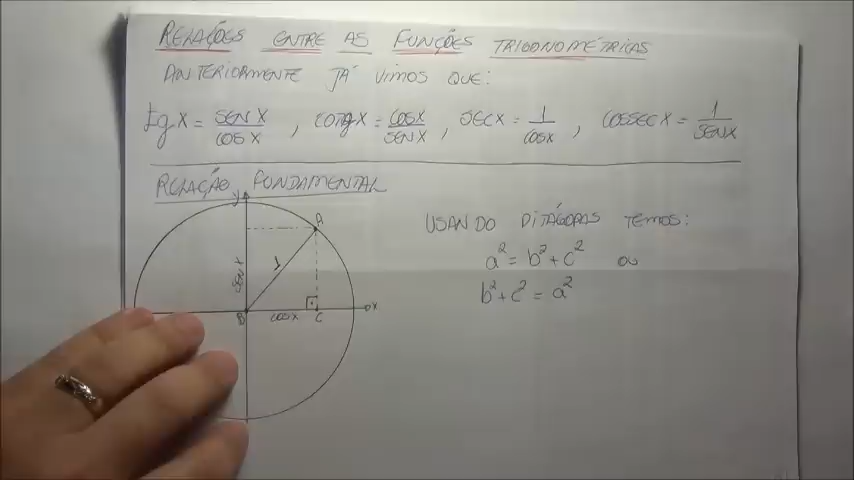 RELAÇÕES ENTRE AS FUNÇÕES TRIGONOMÉTRICAS
ANTERIORMENTE JÁ VIMOS QUE:
tg x = SEN X / COS X , COTG X = COS X / SEN X , SEC X = 1 / COS X , COSSEC X = 1 / SEN X
RELAÇÃO FUNDAMENTAL
USANDO PITÁGORAS TEMOS:
a² = b² + c² ou
b² + c² = a²
y
A
SEN X
1
B
COS X
C
x